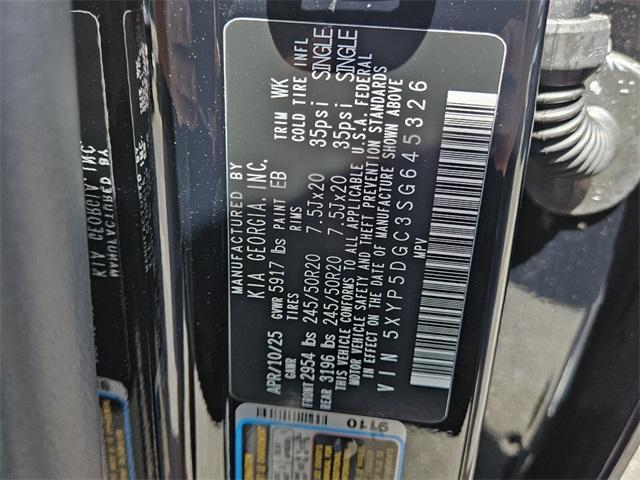 MANUFACTURED BY
KIA GEORGIA, INC.
APR/10/25 GVWR 5917 lbs PAINT EB TRIM WK
GAWR TIRES RIMS COLD TIRE INFL
FRONT 2954 lbs 245/50R20 7.5Jx20 35psi SINGLE
REAR 3196 lbs 245/50R20 7.5Jx20 35psi SINGLE
THIS VEHICLE CONFORMS TO ALL APPLICABLE U.S.A. FEDERAL
MOTOR VEHICLE SAFETY AND THEFT PREVENTION STANDARDS
IN EFFECT ON THE DATE OF MANUFACTURE SHOWN ABOVE
VIN 5XYP5DGC3SG645326
MPV
9110
MANUFACTURED BY
KIA GEORGIA, INC